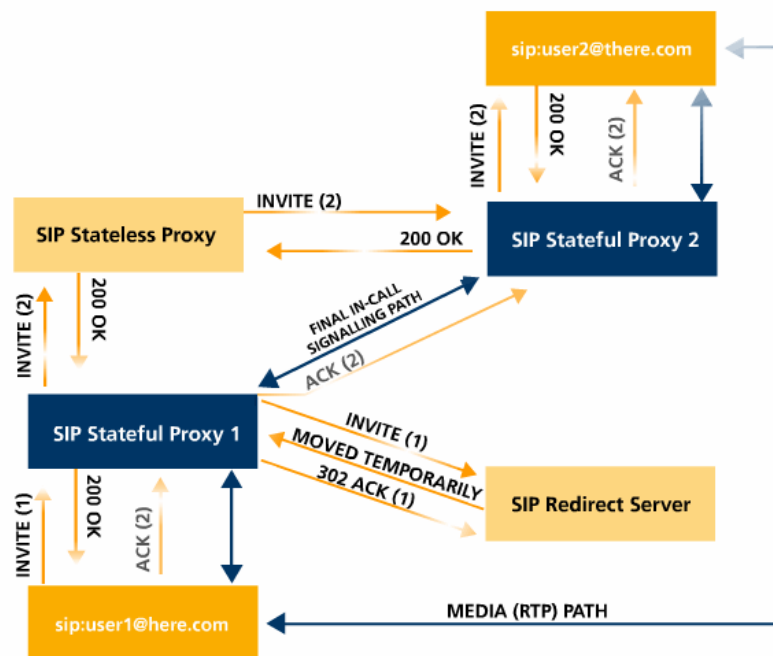 sip:user2@there.com
INVITE (2)
200 OK
ACK (2)
INVITE (2)
SIP Stateless Proxy
200 OK
SIP Stateful Proxy 2
INVITE (2)
200 OK
FINAL IN-CALL
SIGNALLING PATH
ACK (2)
SIP Stateful Proxy 1
INVITE (1)
MOVED TEMPORARILY
302 ACK (1)
SIP Redirect Server
INVITE (1)
200 OK
ACK (2)
sip:user1@here.com
MEDIA (RTP) PATH